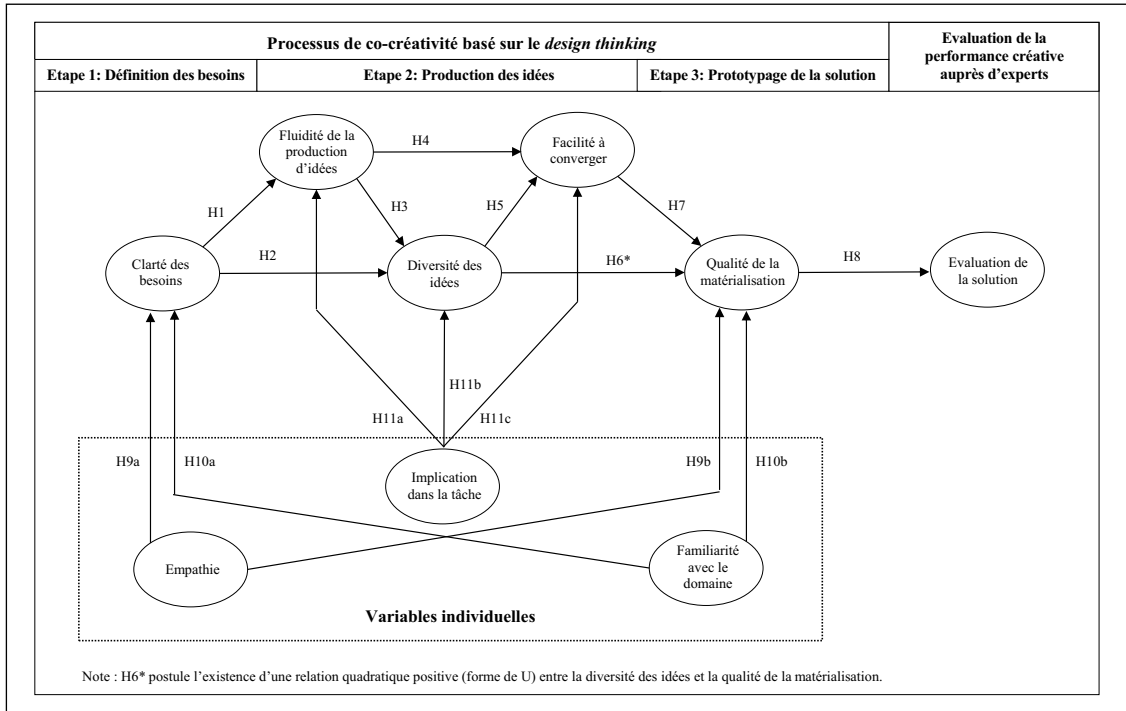 Processus de co-créativité basé sur le design thinking
Evaluation de la
performance créative
auprès d'experts
Etape 1: Définition des besoins
Etape 2: Production des idées
Etape 3: Prototypage de la solution
Fluidité de la
production
d'idées
H4
Facilité à
converger
H1
H3
H5
H7
Clarté des
besoins
H2
Diversité des
idées
H6*
Qualité de la
matérialisation
H8
Evaluation de
la solution
H11b
H11a
H11c
H9a
H10a
H9b
H10b
Implication
dans la tâche
Empathie
Familiarité
avec le
domaine
Variables individuelles
Note : H6* postule l'existence d'une relation quadratique positive (forme de U) entre la diversité des idées et la qualité de la matérialisation.